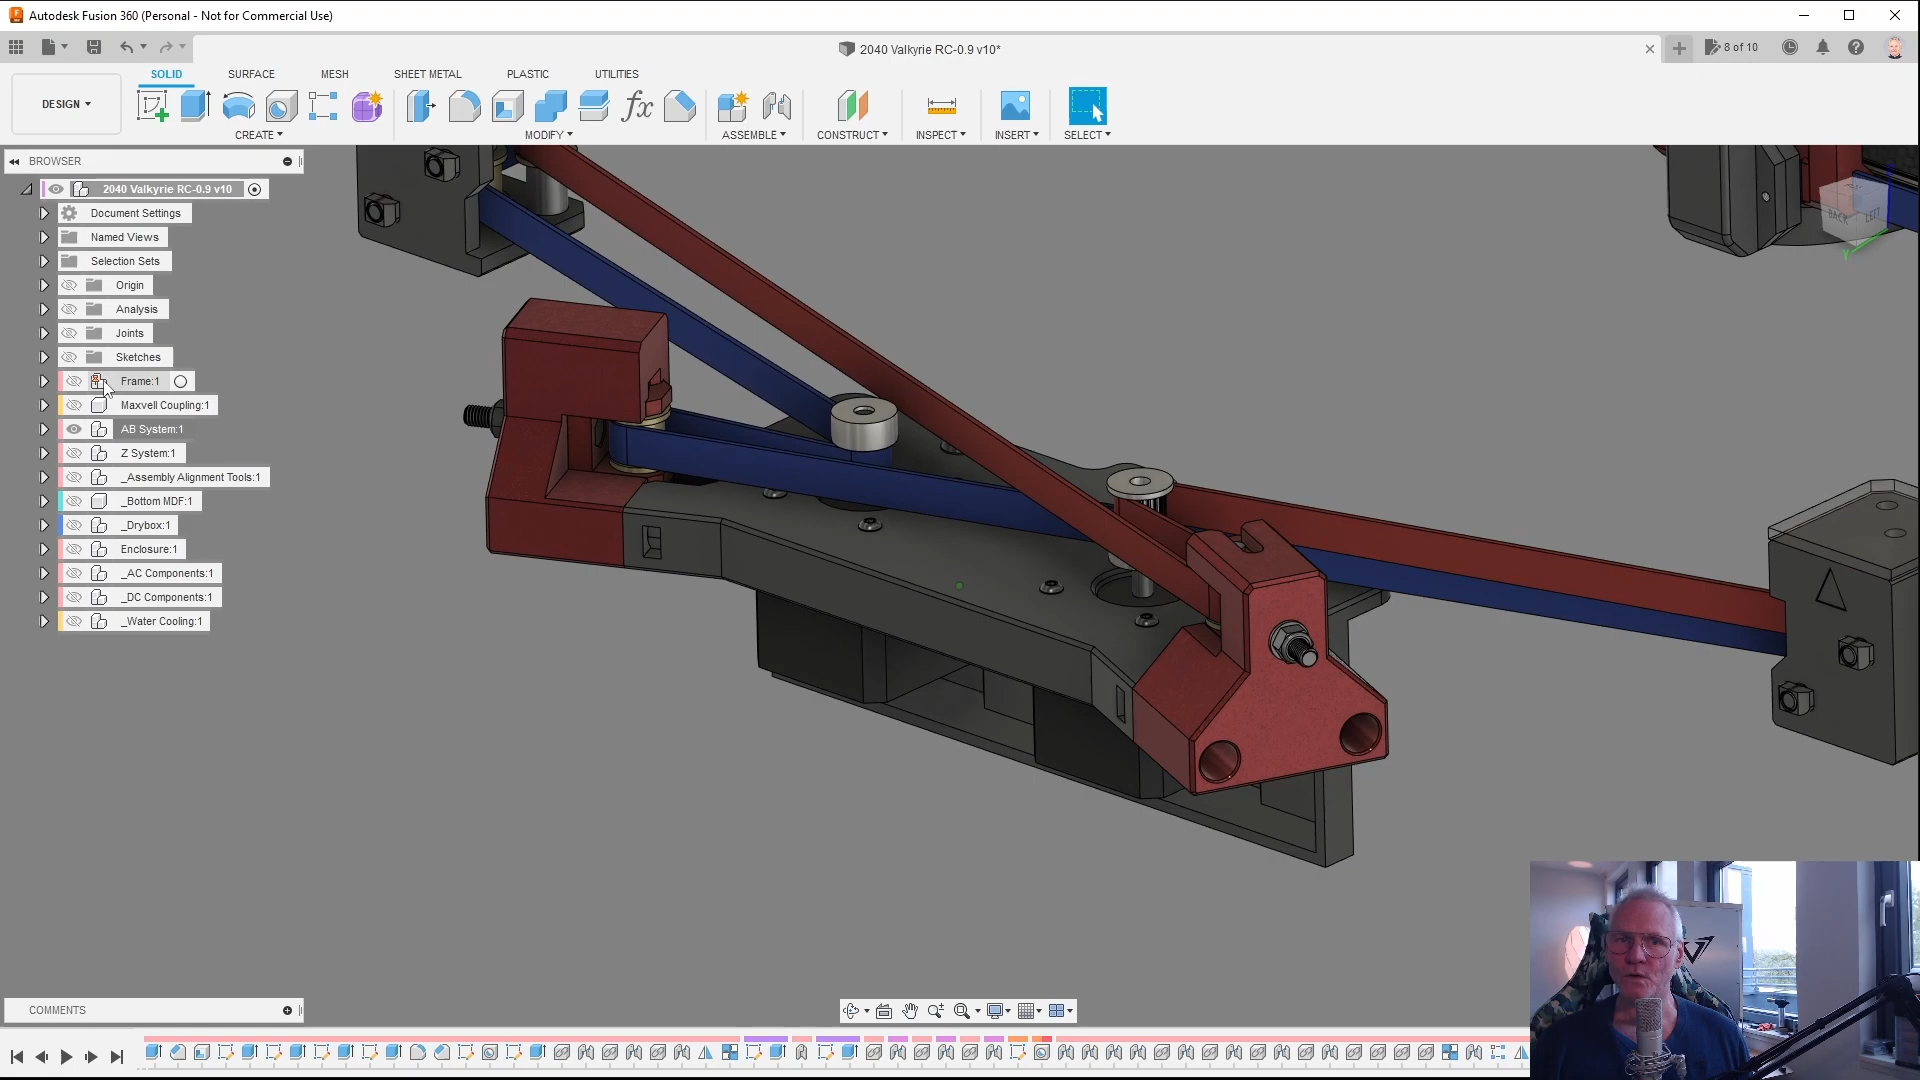 Autodesk Fusion 360 (Personal - Not for Commercial Use)
2040 Valkyrie RC-0.9 v10*
8 of 10
SOLID
SURFACE
MESH
SHEET METAL
PLASTIC
UTILITIES
DESIGN
CREATE
MODIFY
ASSEMBLE
CONSTRUCT
INSPECT
INSERT
SELECT
BROWSER
2040 Valkyrie RC-0.9 v10
Document Settings
Named Views
Selection Sets
Origin
Analysis
Joints
Sketches
Frame:1
Maxvell Coupling:1
AB System:1
Z System:1
_Assembly Alignment Tools:1
_Bottom MDF:1
_Drybox:1
Enclosure:1
_AC Components:1
_DC Components:1
_Water Cooling:1
BACK
LEFT
Y
COMMENTS